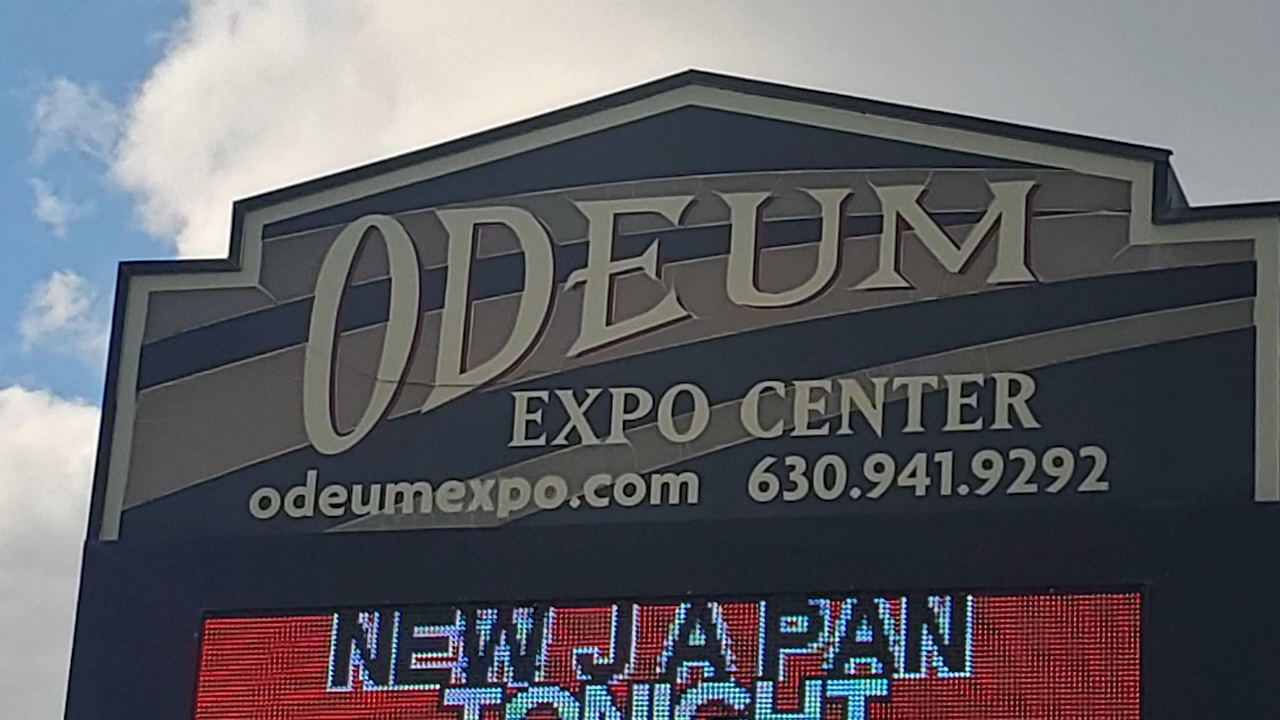 ODEUM
EXPO CENTER
odeumexpo.com 630.941.9292
NEW JAPAN
TONIGHT